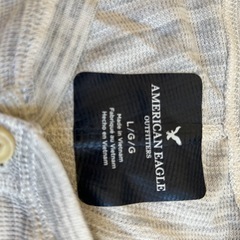 AMERICAN EAGLE
OUTFITTERS
L/G/G
Made in Vietnam
Fabriqué au Vietnam
Hecho en Vietnam